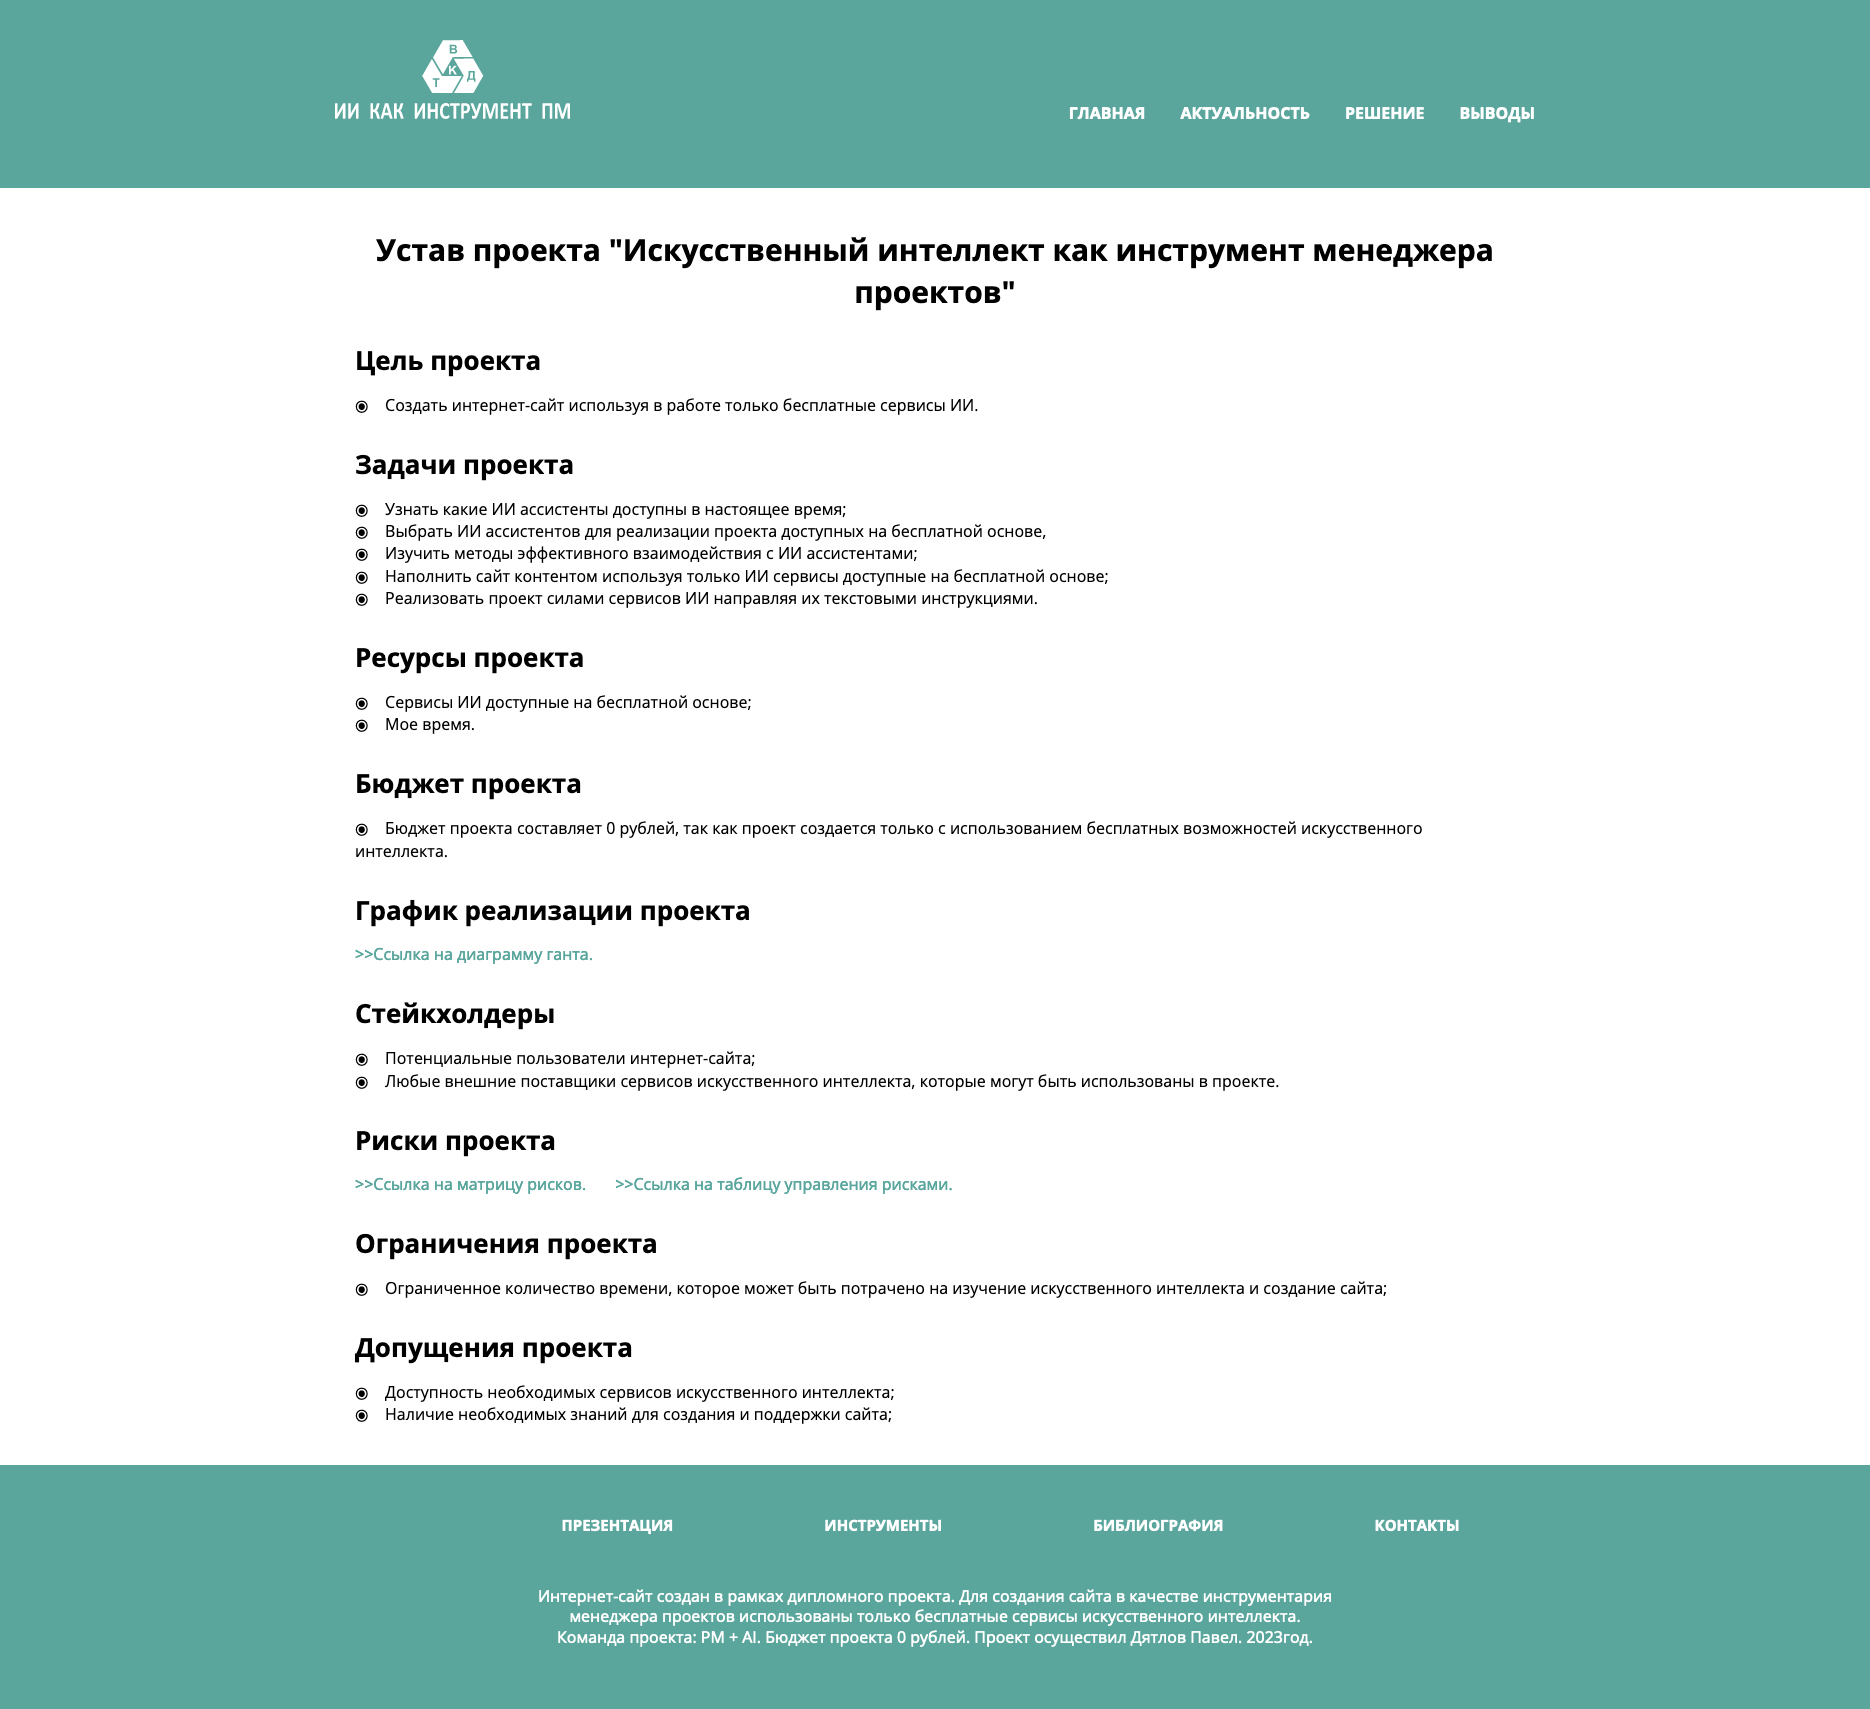 В
Т К Д
ИИ КАК ИНСТРУМЕНТ ПМ
ГЛАВНАЯ АКТУАЛЬНОСТЬ РЕШЕНИЕ ВЫВОДЫ
Устав проекта "Искусственный интеллект как инструмент менеджера
проектов"
Цель проекта
◉ Создать интернет-сайт используя в работе только бесплатные сервисы ИИ.
Задачи проекта
◉ Узнать какие ИИ ассистенты доступны в настоящее время;
◉ Выбрать ИИ ассистентов для реализации проекта доступных на бесплатной основе,
◉ Изучить методы эффективного взаимодействия с ИИ ассистентами;
◉ Наполнить сайт контентом используя только ИИ сервисы доступные на бесплатной основе;
◉ Реализовать проект силами сервисов ИИ направляя их текстовыми инструкциями.
Ресурсы проекта
◉ Сервисы ИИ доступные на бесплатной основе;
◉ Мое время.
Бюджет проекта
◉ Бюджет проекта составляет 0 рублей, так как проект создается только с использованием бесплатных возможностей искусственного
интеллекта.
График реализации проекта
>>Ссылка на диаграмму ганта.
Стейкхолдеры
◉ Потенциальные пользователи интернет-сайта;
◉ Любые внешние поставщики сервисов искусственного интеллекта, которые могут быть использованы в проекте.
Риски проекта
>>Ссылка на матрицу рисков. >>Ссылка на таблицу управления рисками.
Ограничения проекта
◉ Ограниченное количество времени, которое может быть потрачено на изучение искусственного интеллекта и создание сайта;
Допущения проекта
◉ Доступность необходимых сервисов искусственного интеллекта;
◉ Наличие необходимых знаний для создания и поддержки сайта;
ПРЕЗЕНТАЦИЯ ИНСТРУМЕНТЫ БИБЛИОГРАФИЯ КОНТАКТЫ
Интернет-сайт создан в рамках дипломного проекта. Для создания сайта в качестве инструментария
менеджера проектов использованы только бесплатные сервисы искусственного интеллекта.
Команда проекта: PM + AI. Бюджет проекта 0 рублей. Проект осуществил Дятлов Павел. 2023год.